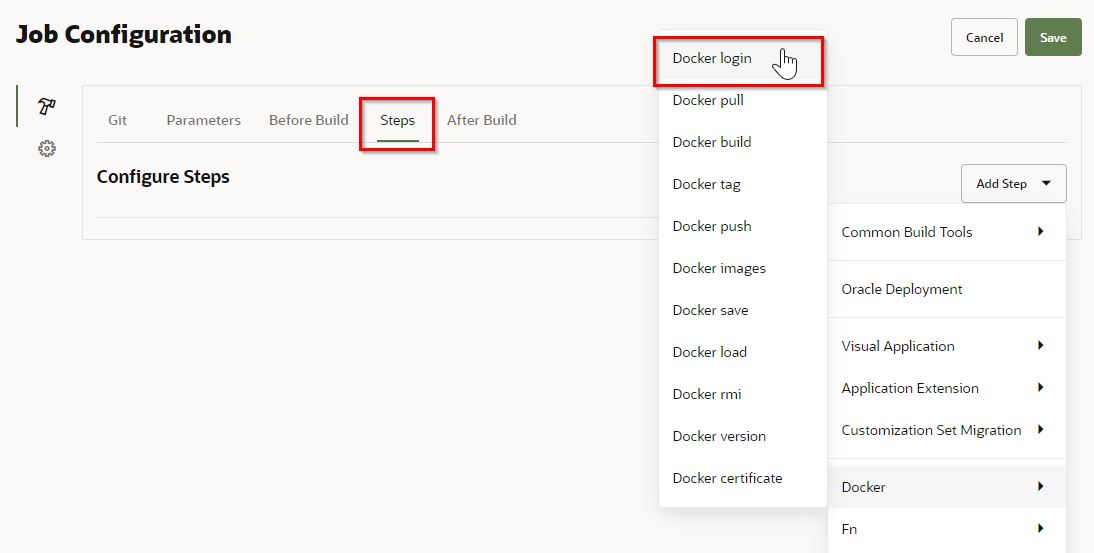 Job Configuration
Cancel
Save
Git
Parameters
Before Build
Steps
After Build
Configure Steps
Add Step
Docker login
Docker pull
Docker build
Docker tag
Docker push
Docker images
Docker save
Docker load
Docker rmi
Docker version
Docker certificate
Common Build Tools
Oracle Deployment
Visual Application
Application Extension
Customization Set Migration
Docker
Fn